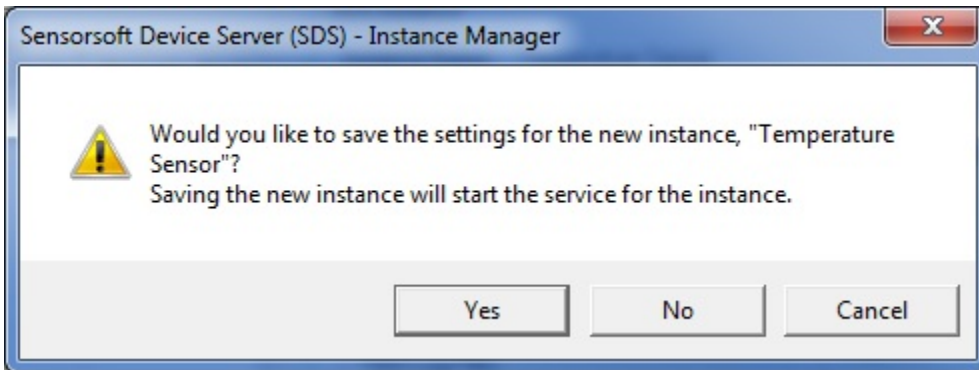 Sensorsoft Device Server (SDS) - Instance Manager
Would you like to save the settings for the new instance, "Temperature
Sensor"?
Saving the new instance will start the service for the instance.
Yes No Cancel